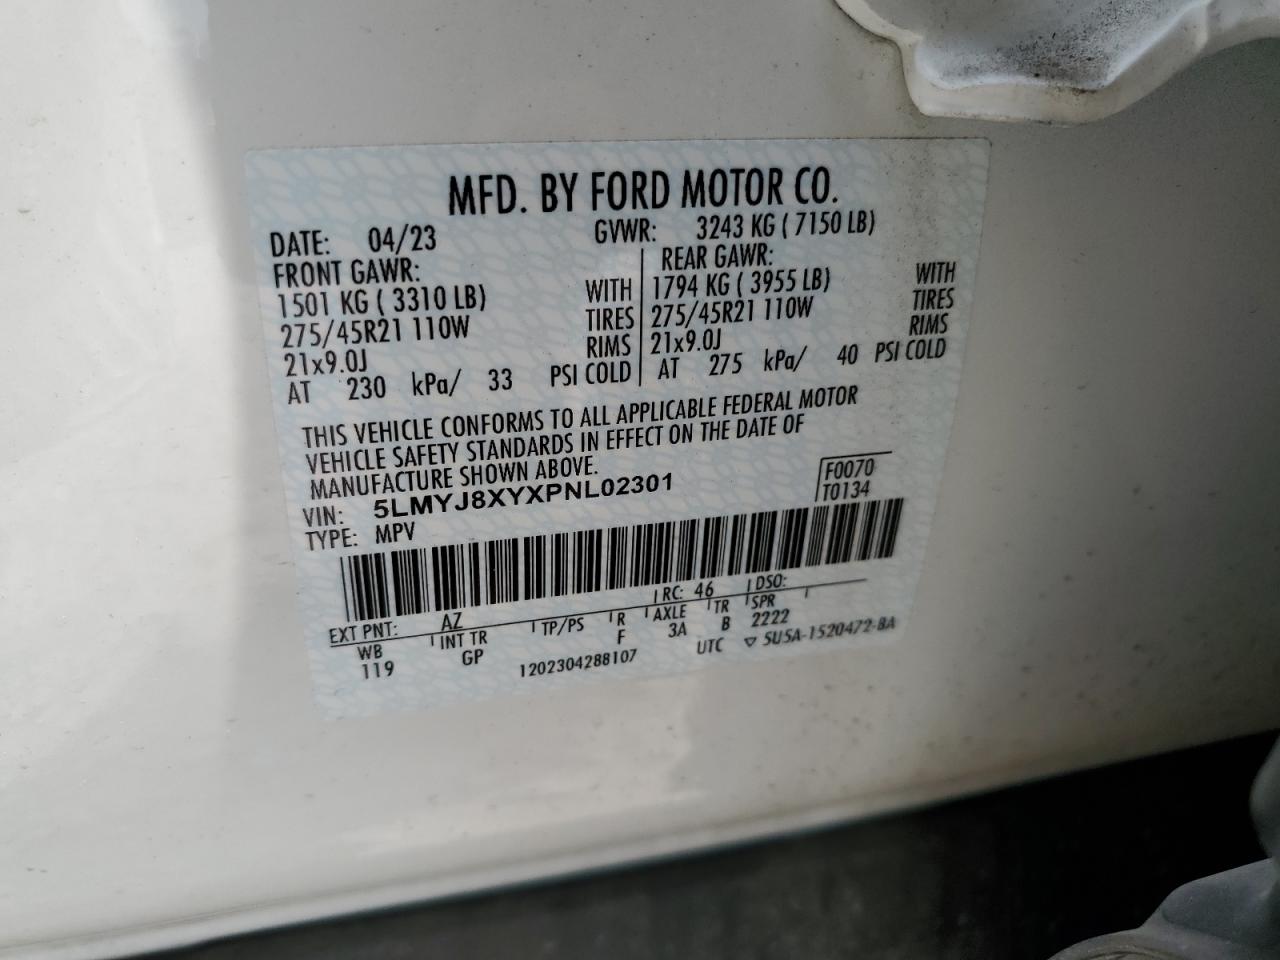 MFD. BY FORD MOTOR CO.
DATE: 04/23 GVWR: 3243 KG ( 7150 LB)
FRONT GAWR: REAR GAWR:
1501 KG ( 3310 LB) WITH 1794 KG ( 3955 LB) WITH
275/45R21 110W TIRES 275/45R21 110W TIRES
21x9.0J RIMS 21x9.0J RIMS
AT 230 kPa/ 33 PSI COLD AT 275 kPa/ 40 PSI COLD
THIS VEHICLE CONFORMS TO ALL APPLICABLE FEDERAL MOTOR
VEHICLE SAFETY STANDARDS IN EFFECT ON THE DATE OF
MANUFACTURE SHOWN ABOVE.
VIN: 5LMYJ8XYXPNL02301 F0070
TYPE: MPV T0134
EXT PNT: AZ RC: 46 DSO:
WB INT TR TP/PS R AXLE TR SPR
119 GP F 3A B 2222
1202304288107 UTC ▽ 5U5A-1520472-BA